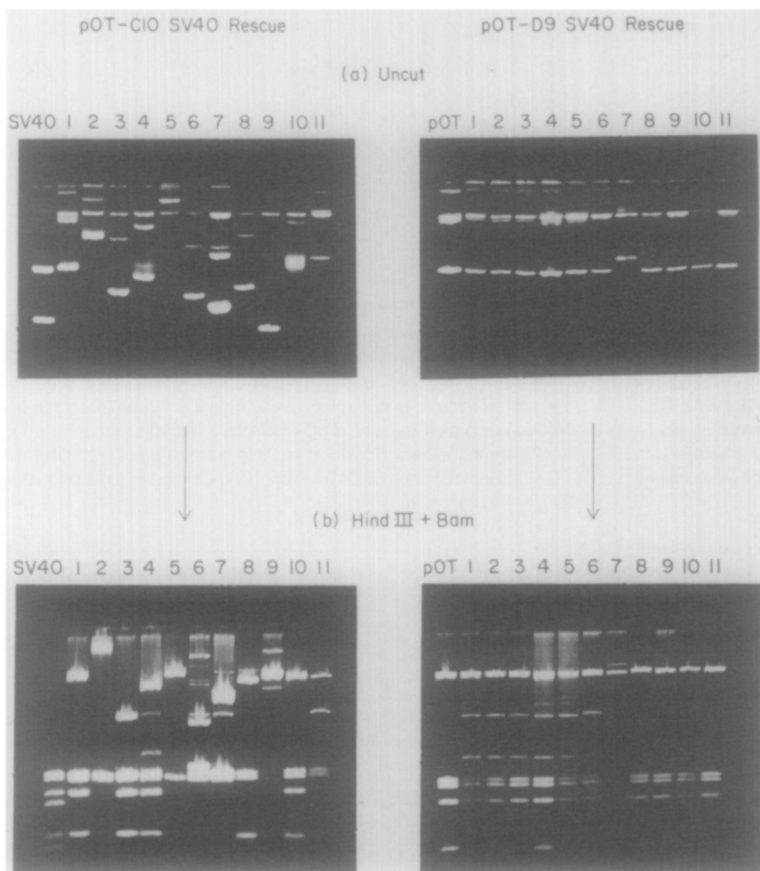 pOT-C10 SV40 Rescue
pOT-D9 SV40 Rescue
(a) Uncut
SV40 1 2 3 4 5 6 7 8 9 10 11
pOT 1 2 3 4 5 6 7 8 9 10 11
(b) Hind III + Bam
SV40 1 2 3 4 5 6 7 8 9 10 11
pOT 1 2 3 4 5 6 7 8 9 10 11